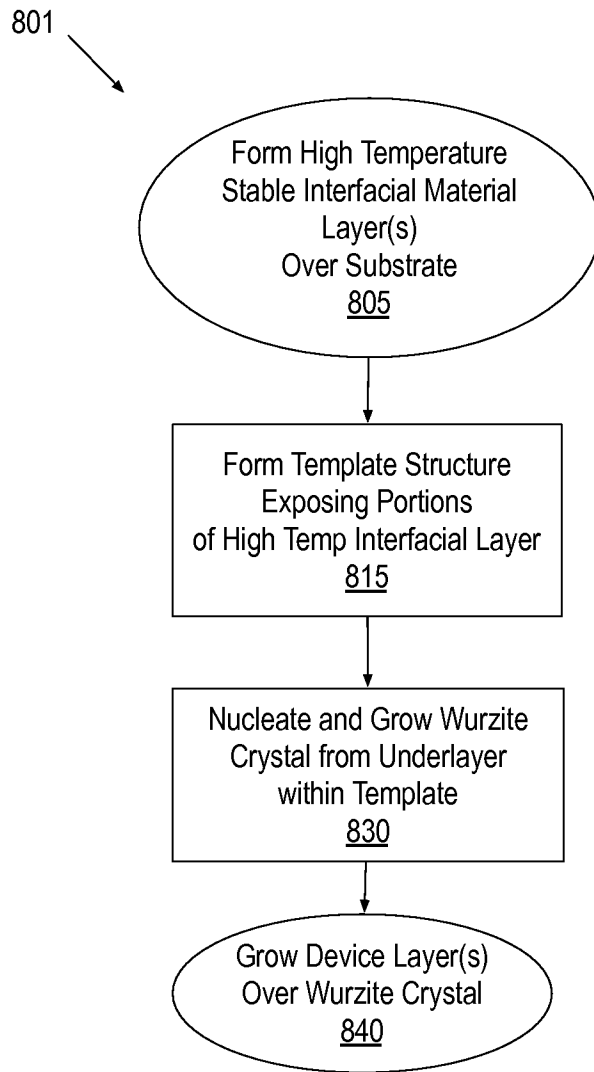 801
Form High Temperature
Stable Interfacial Material
Layer(s)
Over Substrate
805
Form Template Structure
Exposing Portions
of High Temp Interfacial Layer
815
Nucleate and Grow Wurzite
Crystal from Underlayer
within Template
830
Grow Device Layer(s)
Over Wurzite Crystal
840